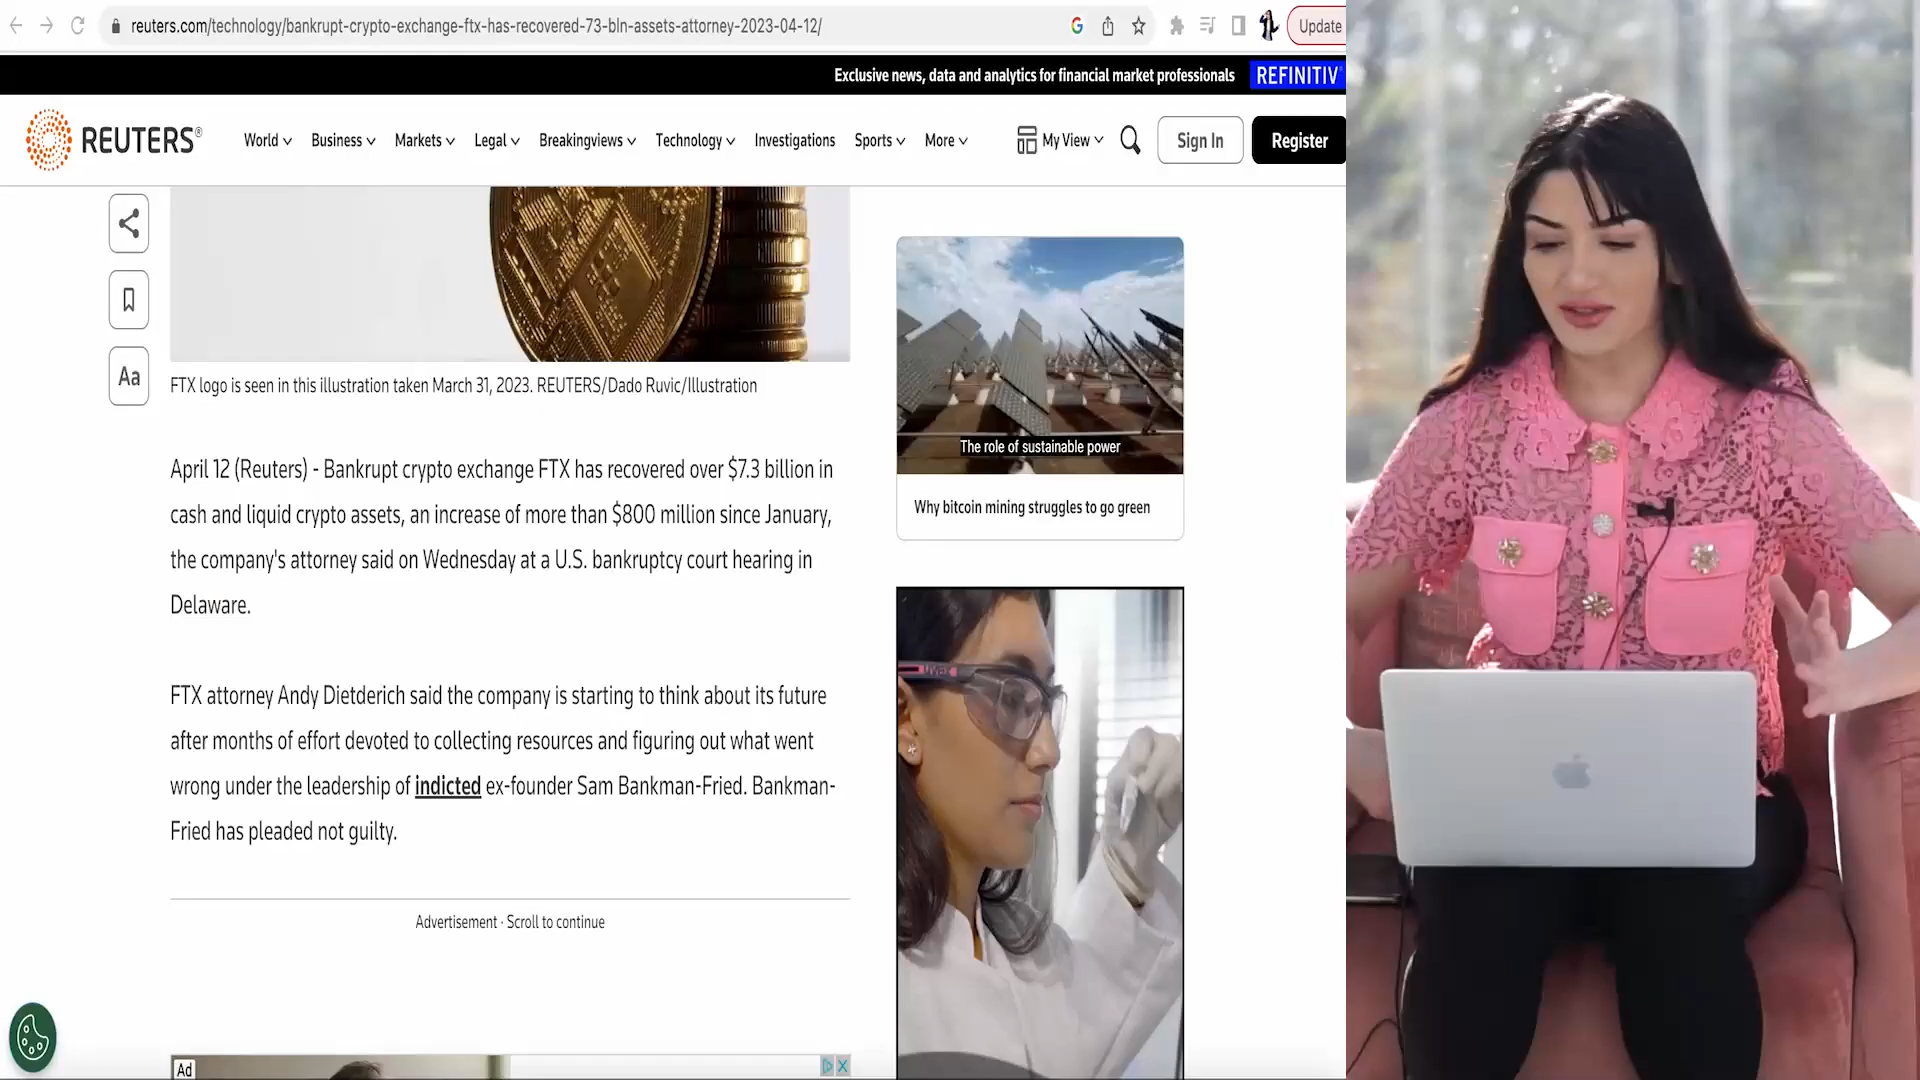 reuters.com/technology/bankrupt-crypto-exchange-ftx-has-recovered-73-bln-assets-attorney-2023-04-12/
Update
Exclusive news, data and analytics for financial market professionals
REFINITIV
REUTERS®
World
Business
Markets
Legal
Breakingviews
Technology
Investigations
Sports
More
My View
Sign In
Register
Aa
FTX logo is seen in this illustration taken March 31, 2023. REUTERS/Dado Ruvic/Illustration
April 12 (Reuters) - Bankrupt crypto exchange FTX has recovered over $7.3 billion in
cash and liquid crypto assets, an increase of more than $800 million since January,
the company's attorney said on Wednesday at a U.S. bankruptcy court hearing in
Delaware.
FTX attorney Andy Dietderich said the company is starting to think about its future
after months of effort devoted to collecting resources and figuring out what went
wrong under the leadership of indicted ex-founder Sam Bankman-Fried. Bankman-
Fried has pleaded not guilty.
Advertisement · Scroll to continue
Ad
The role of sustainable power
Why bitcoin mining struggles to go green
uvex